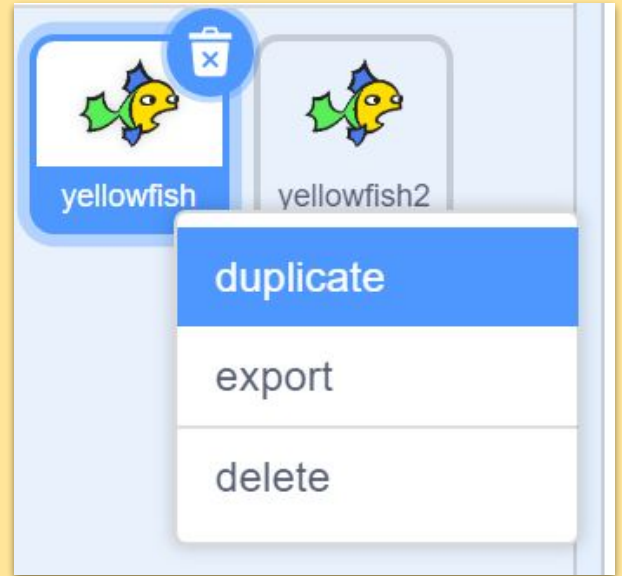 yellowfish
yellowfish2
duplicate
export
delete